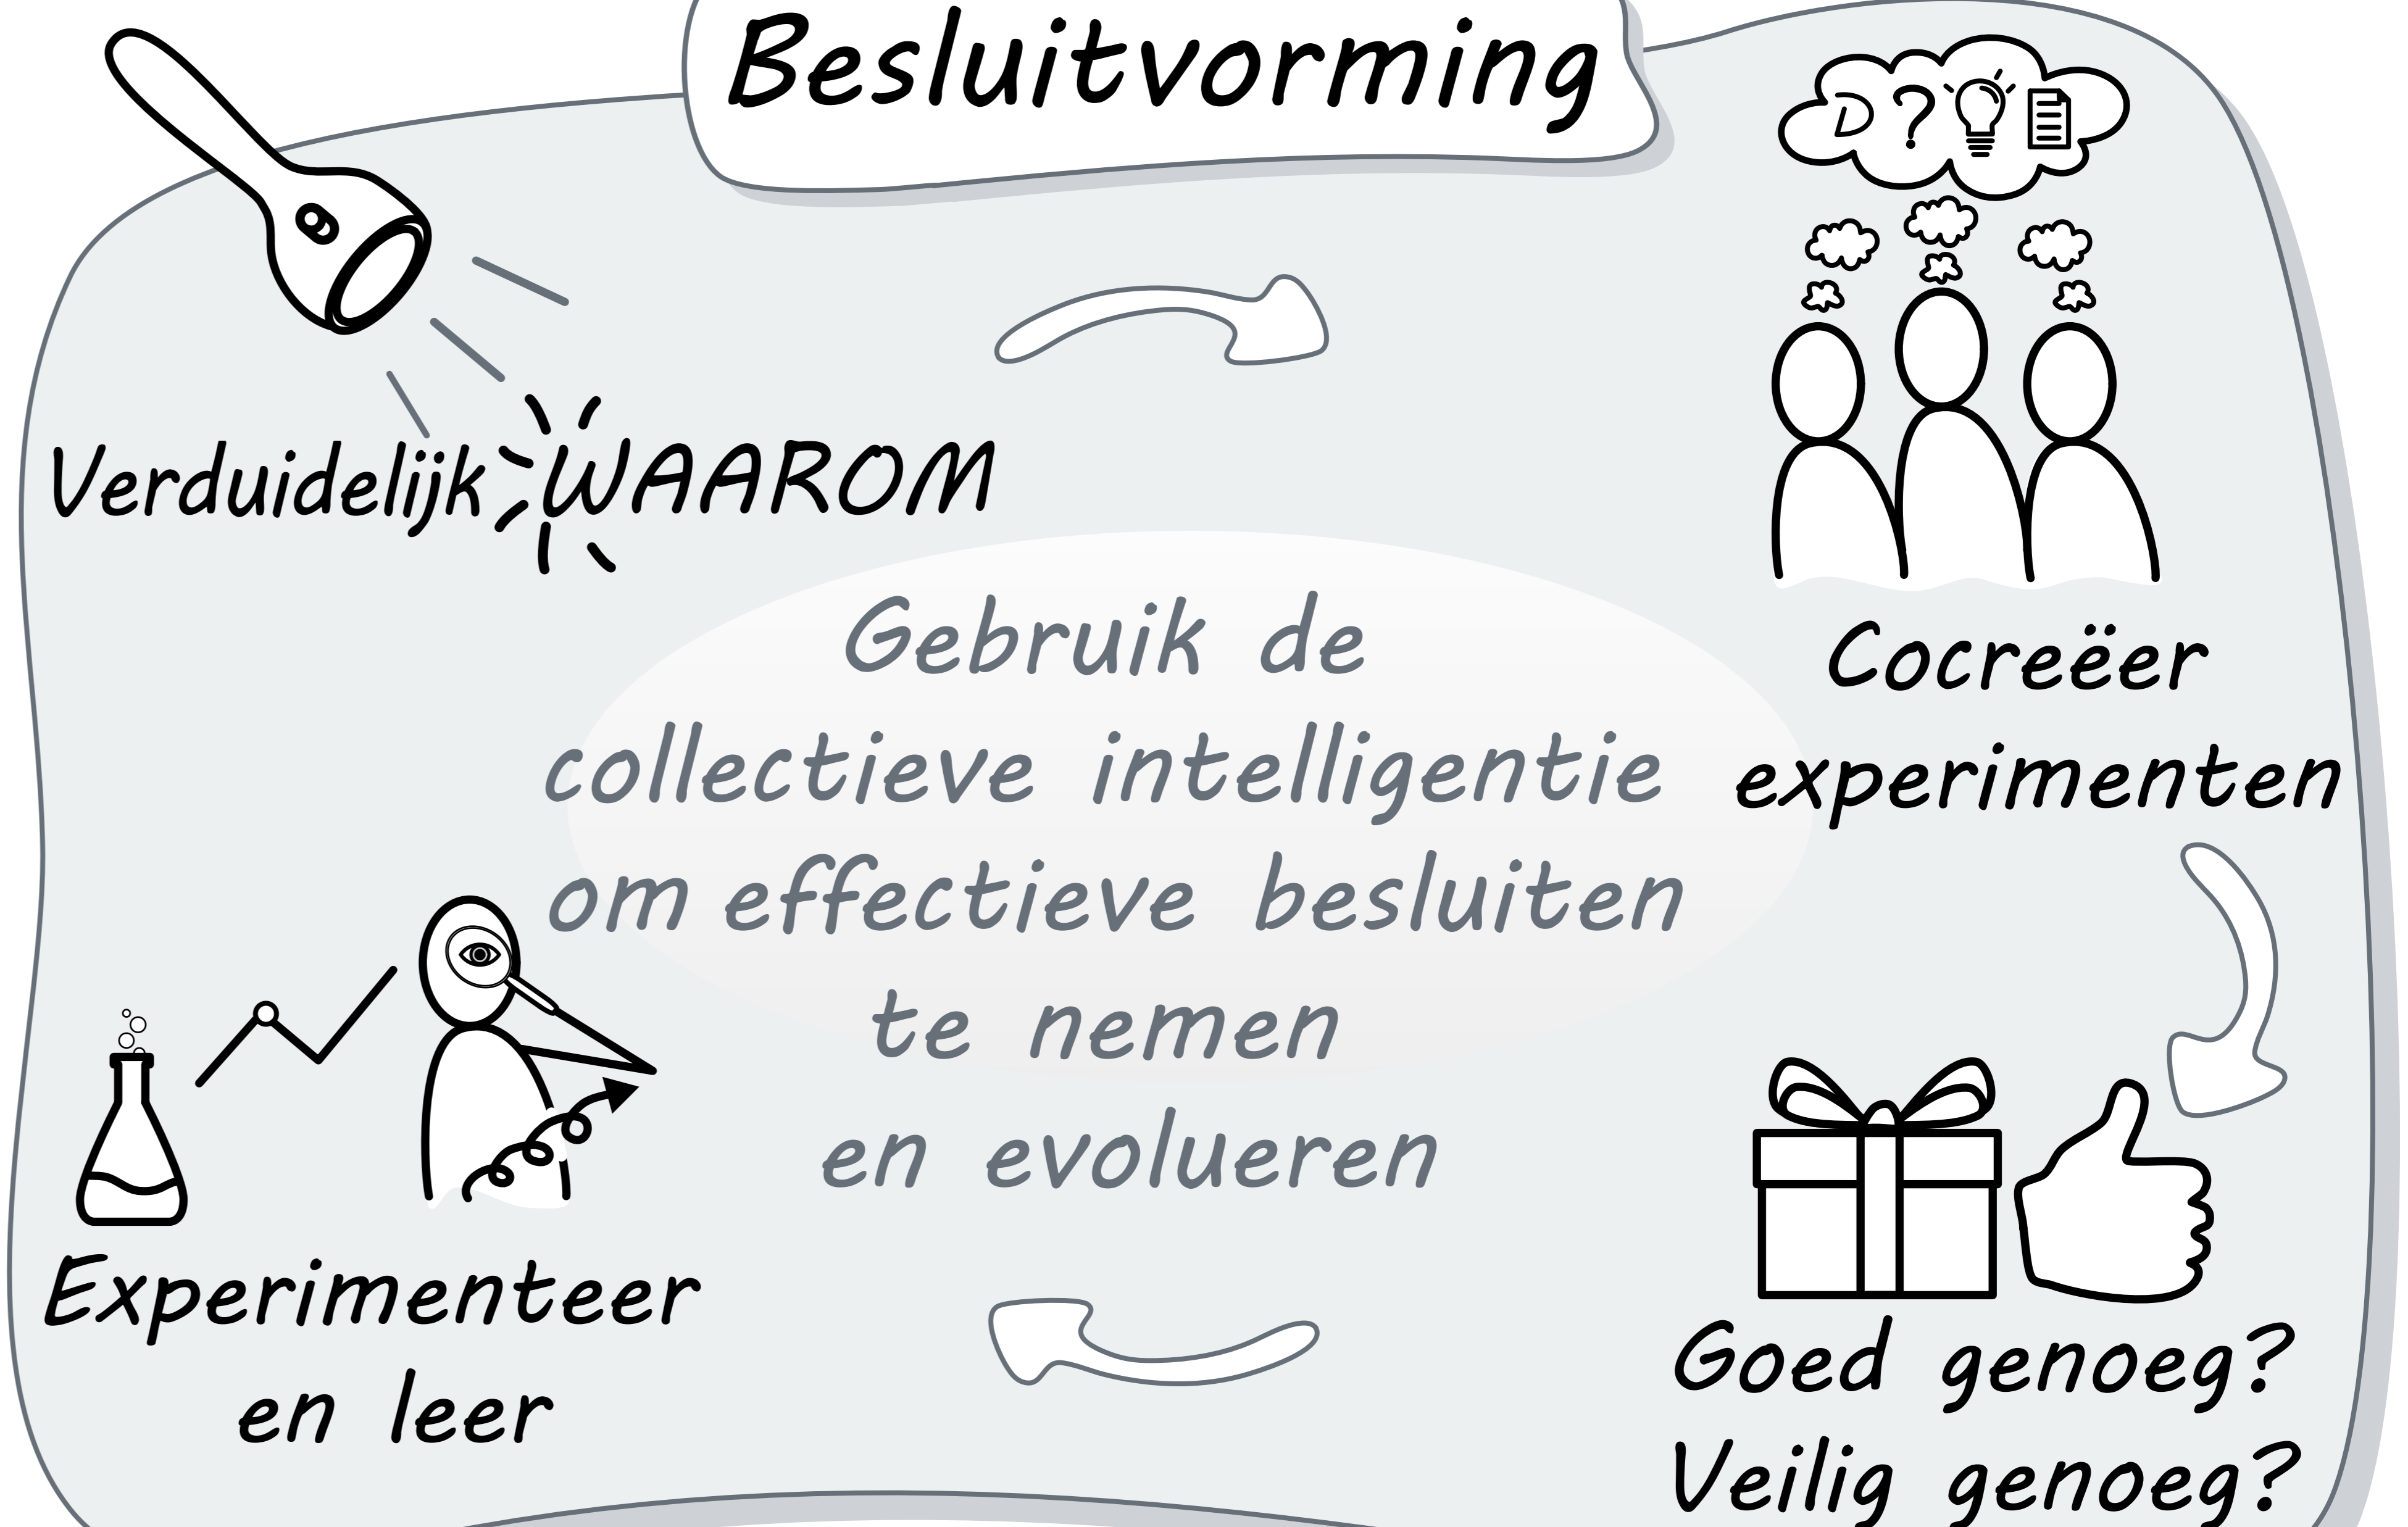 Besluitvorming
D ?
Verduidelijk WAAROM
Gebruik de
collectieve intelligentie
om effectieve besluiten
te nemen
en evolueren
Cocreëer
experimenten
Goed genoeg?
Veilig genoeg?
Experimenteer
en leer